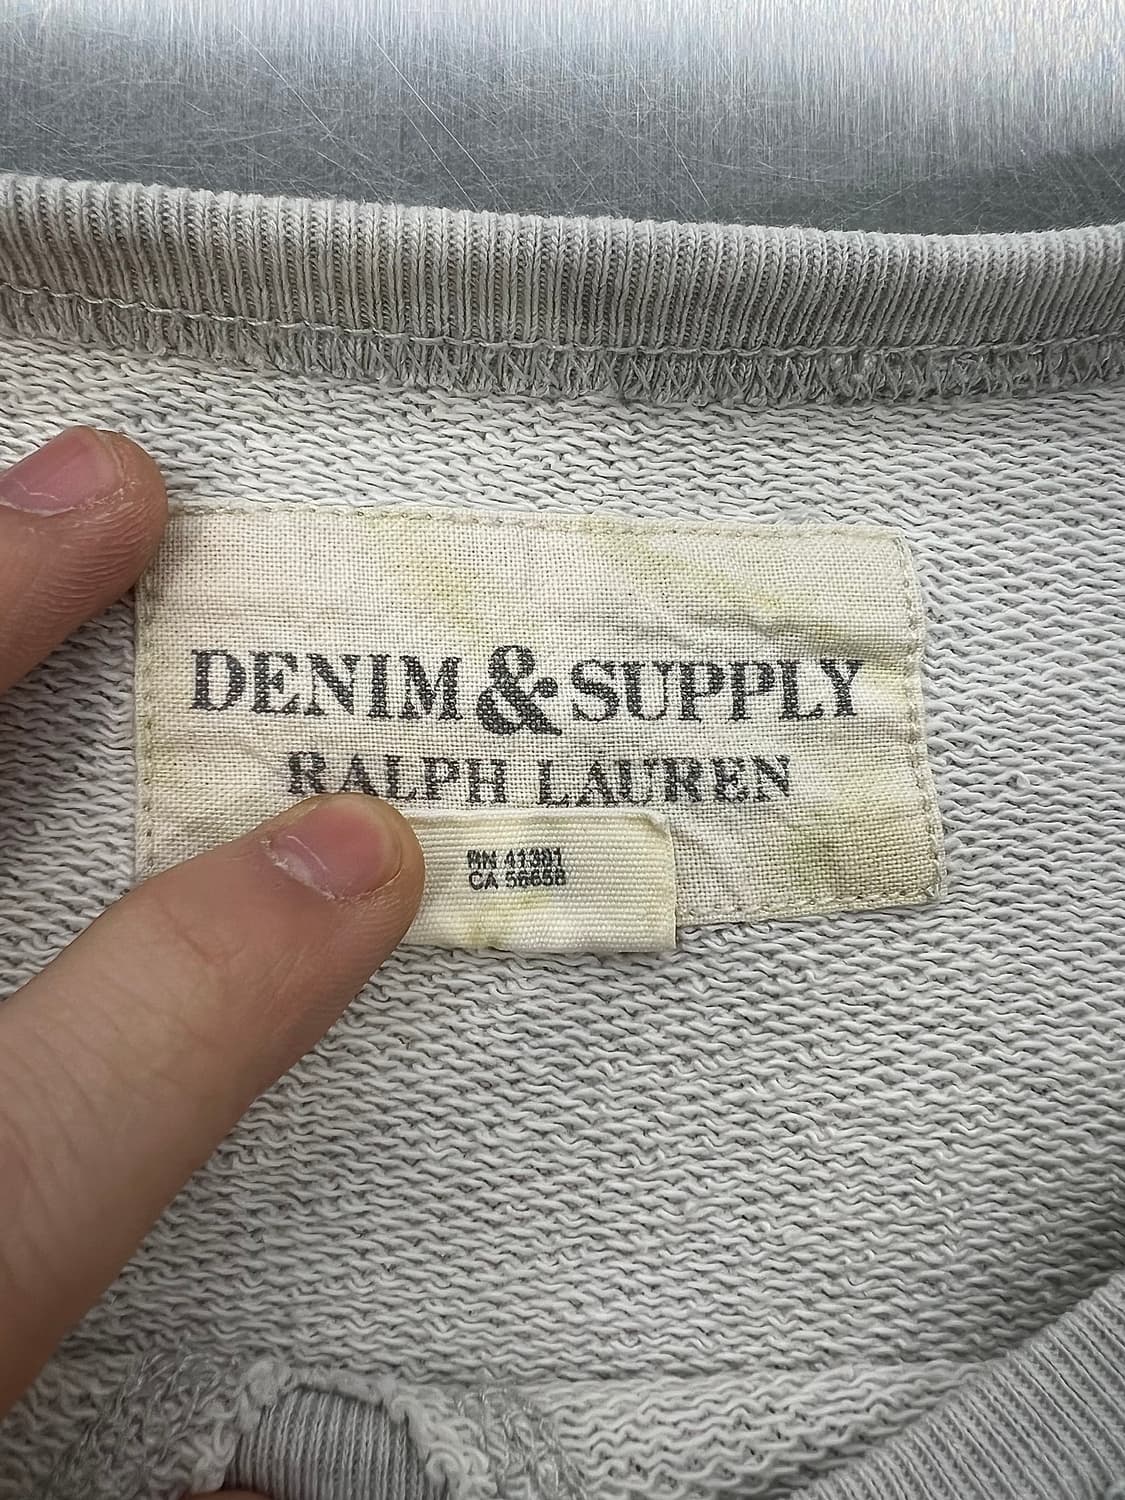 DENIM & SUPPLY
RALPH LAUREN
RN 41381
CA 56658